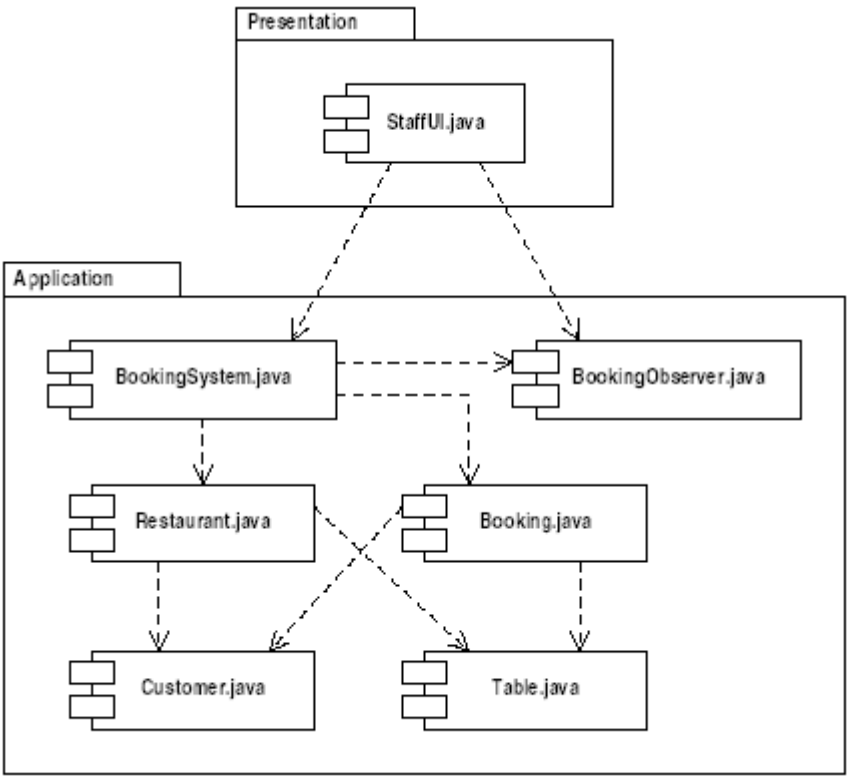 Presentation
StaffUI.java
Application
BookingSystem.java
BookingObserver.java
Restaurant.java
Booking.java
Customer.java
Table.java